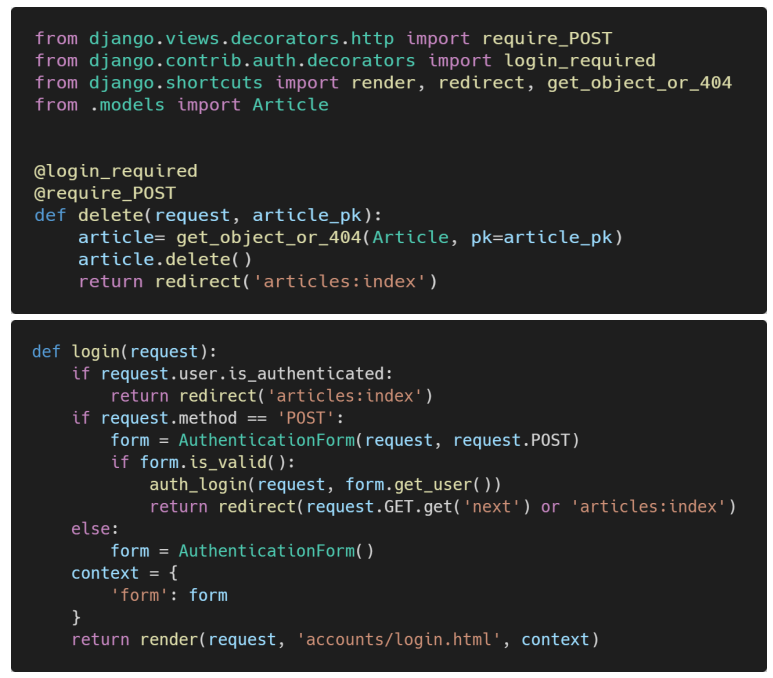 from django.views.decorators.http import require_POST
from django.contrib.auth.decorators import login_required
from django.shortcuts import render, redirect, get_object_or_404
from .models import Article
@login_required
@require_POST
def delete(request, article_pk):
    article= get_object_or_404(Article, pk=article_pk)
    article.delete()
    return redirect('articles:index')
def login(request):
    if request.user.is_authenticated:
        return redirect('articles:index')
    if request.method == 'POST':
        form = AuthenticationForm(request, request.POST)
        if form.is_valid():
            auth_login(request, form.get_user())
            return redirect(request.GET.get('next') or 'articles:index')
    else:
        form = AuthenticationForm()
    context = {
        'form': form
    }
    return render(request, 'accounts/login.html', context)